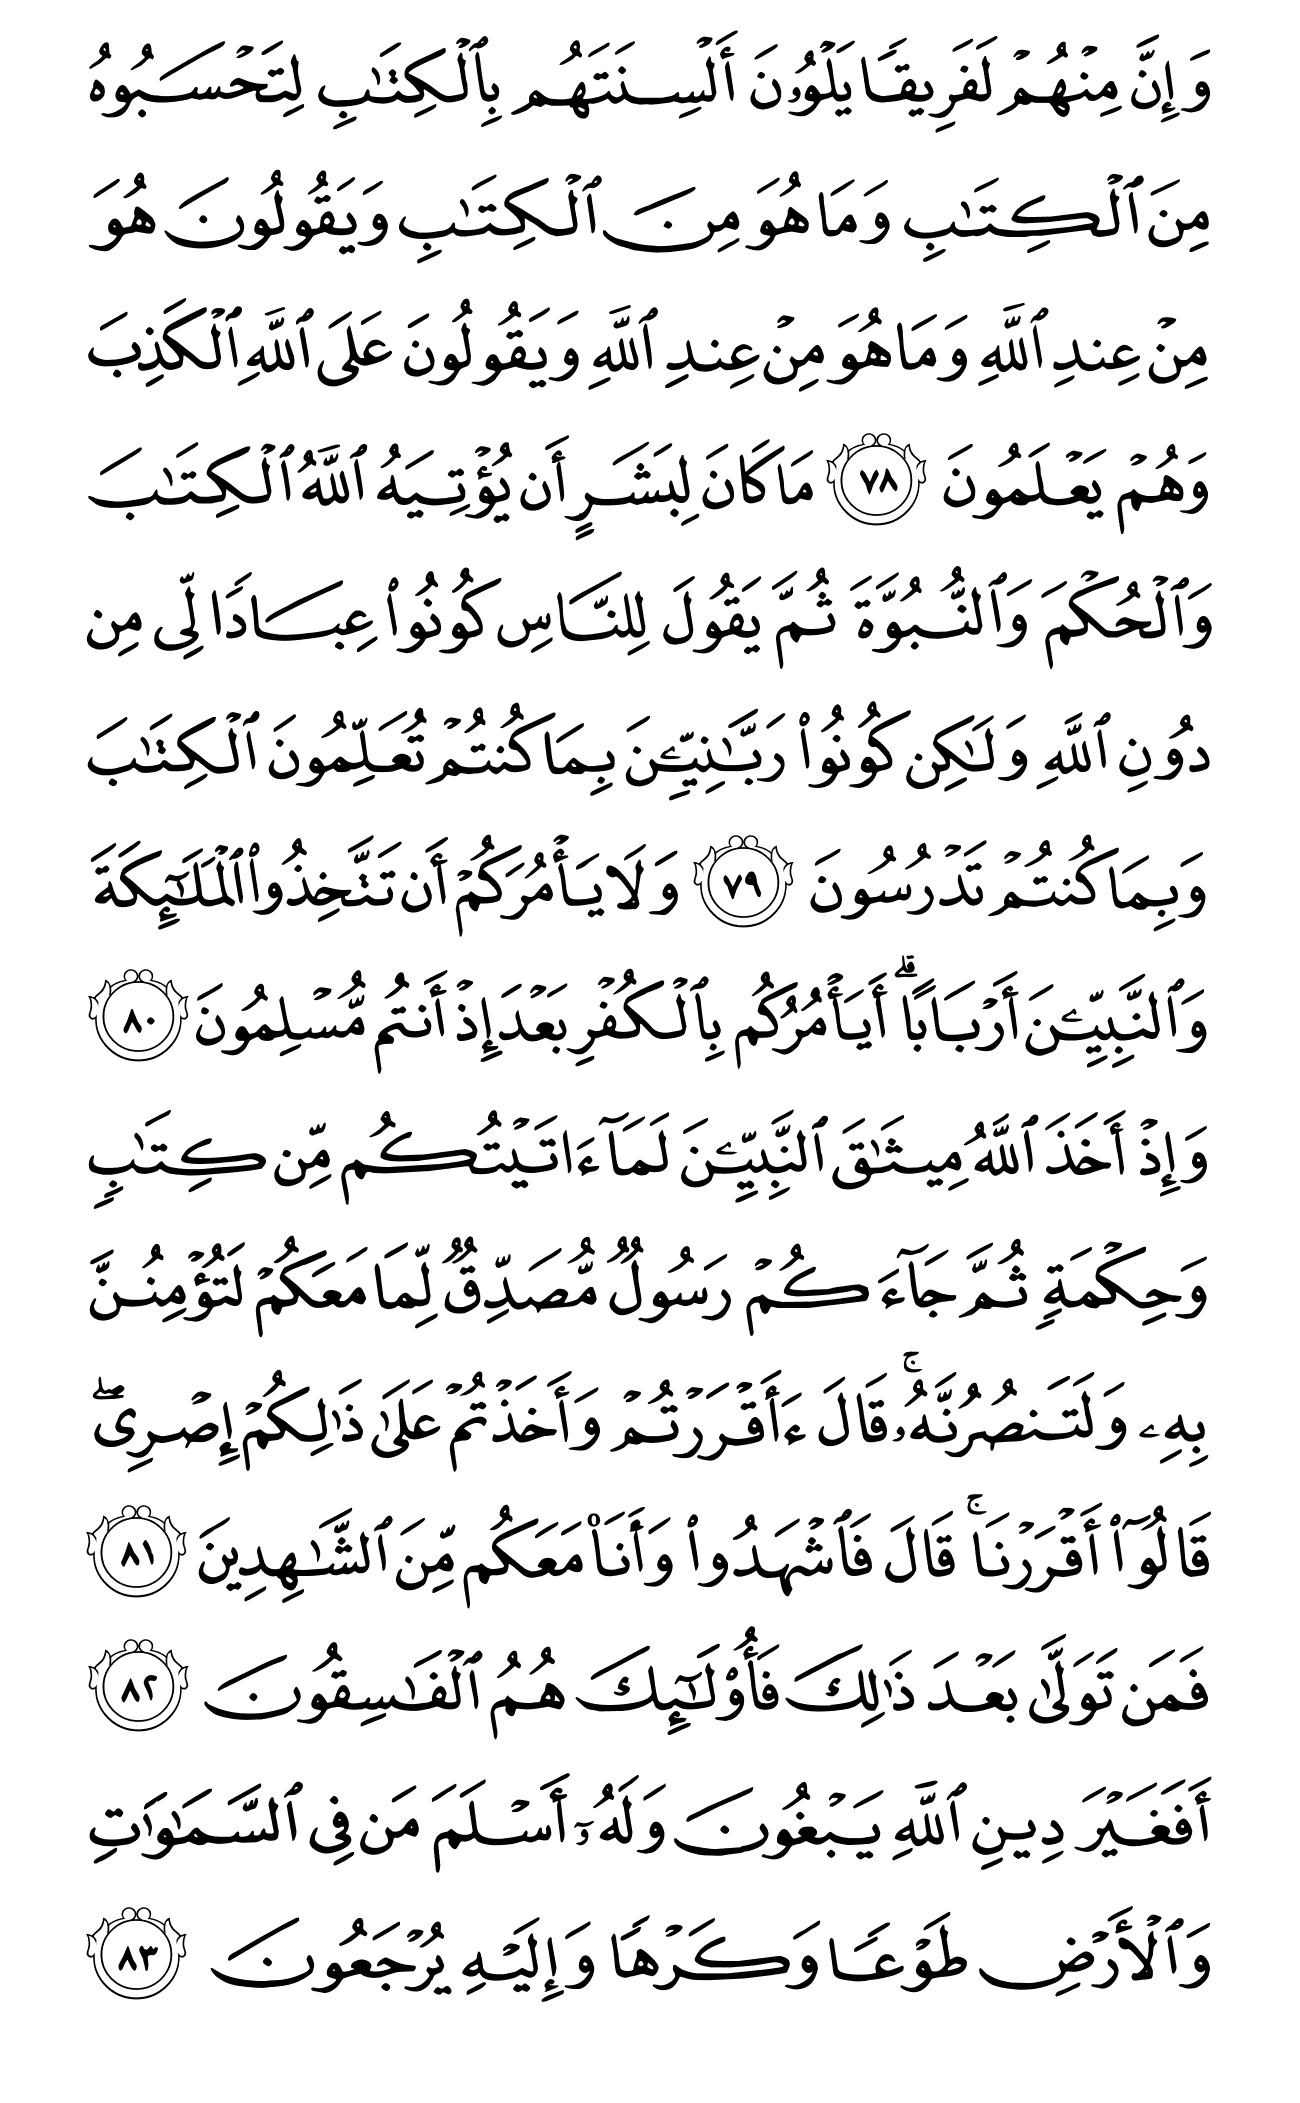 وَإِنَّ مِنۡهُمۡ لَفَرِيقٗا يَلۡوُۥنَ أَلۡسِنَتَهُم بِٱلۡكِتَٰبِ لِتَحۡسَبُوهُ
مِنَ ٱلۡكِتَٰبِ وَمَا هُوَ مِنَ ٱلۡكِتَٰبِ وَيَقُولُونَ هُوَ
مِنۡ عِندِ ٱللَّهِ وَمَا هُوَ مِنۡ عِندِ ٱللَّهِ وَيَقُولُونَ عَلَى ٱللَّهِ ٱلۡكَذِبَ
وَهُمۡ يَعۡلَمُونَ ٧٨ مَا كَانَ لِبَشَرٍ أَن يُؤۡتِيَهُ ٱللَّهُ ٱلۡكِتَٰبَ
وَٱلۡحُكۡمَ وَٱلنُّبُوَّةَ ثُمَّ يَقُولَ لِلنَّاسِ كُونُواْ عِبَادٗا لِّي مِن
دُونِ ٱللَّهِ وَلَٰكِن كُونُواْ رَبَّٰنِيِّـۧنَ بِمَا كُنتُمۡ تُعَلِّمُونَ ٱلۡكِتَٰبَ
وَبِمَا كُنتُمۡ تَدۡرُسُونَ ٧٩ وَلَا يَأۡمُرَكُمۡ أَن تَتَّخِذُواْ ٱلۡمَلَٰٓئِكَةَ
وَٱلنَّبِيِّـۧنَ أَرۡبَابًاۗ أَيَأۡمُرُكُم بِٱلۡكُفۡرِ بَعۡدَ إِذۡ أَنتُم مُّسۡلِمُونَ ٨٠
وَإِذۡ أَخَذَ ٱللَّهُ مِيثَٰقَ ٱلنَّبِيِّـۧنَ لَمَآ ءَاتَيۡتُكُم مِّن كِتَٰبٖ
وَحِكۡمَةٖ ثُمَّ جَآءَكُمۡ رَسُولٞ مُّصَدِّقٞ لِّمَا مَعَكُمۡ لَتُؤۡمِنُنَّ
بِهِۦ وَلَتَنصُرُنَّهُۥۚ قَالَ ءَأَقۡرَرۡتُمۡ وَأَخَذۡتُمۡ عَلَىٰ ذَٰلِكُمۡ إِصۡرِيۖ
قَالُوٓاْ أَقۡرَرۡنَاۚ قَالَ فَٱشۡهَدُواْ وَأَنَا۠ مَعَكُم مِّنَ ٱلشَّٰهِدِينَ ٨١
فَمَن تَوَلَّىٰ بَعۡدَ ذَٰلِكَ فَأُوْلَٰٓئِكَ هُمُ ٱلۡفَٰسِقُونَ ٨٢
أَفَغَيۡرَ دِينِ ٱللَّهِ يَبۡغُونَ وَلَهُۥٓ أَسۡلَمَ مَن فِي ٱلسَّمَٰوَٰتِ
وَٱلۡأَرۡضِ طَوۡعٗا وَكَرۡهٗا وَإِلَيۡهِ يُرۡجَعُونَ ٨٣